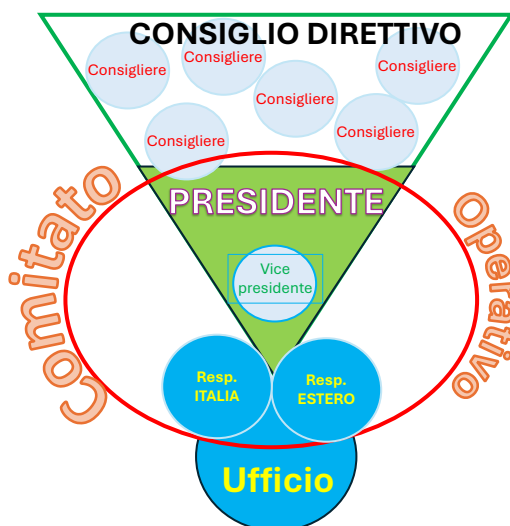 CONSIGLIO DIRETTIVO
Consigliere
Consigliere
Consigliere
Consigliere
Consigliere
Consigliere
PRESIDENTE
Comitato
Operativo
Vice
presidente
Resp.
ITALIA
Resp.
ESTERO
Ufficio